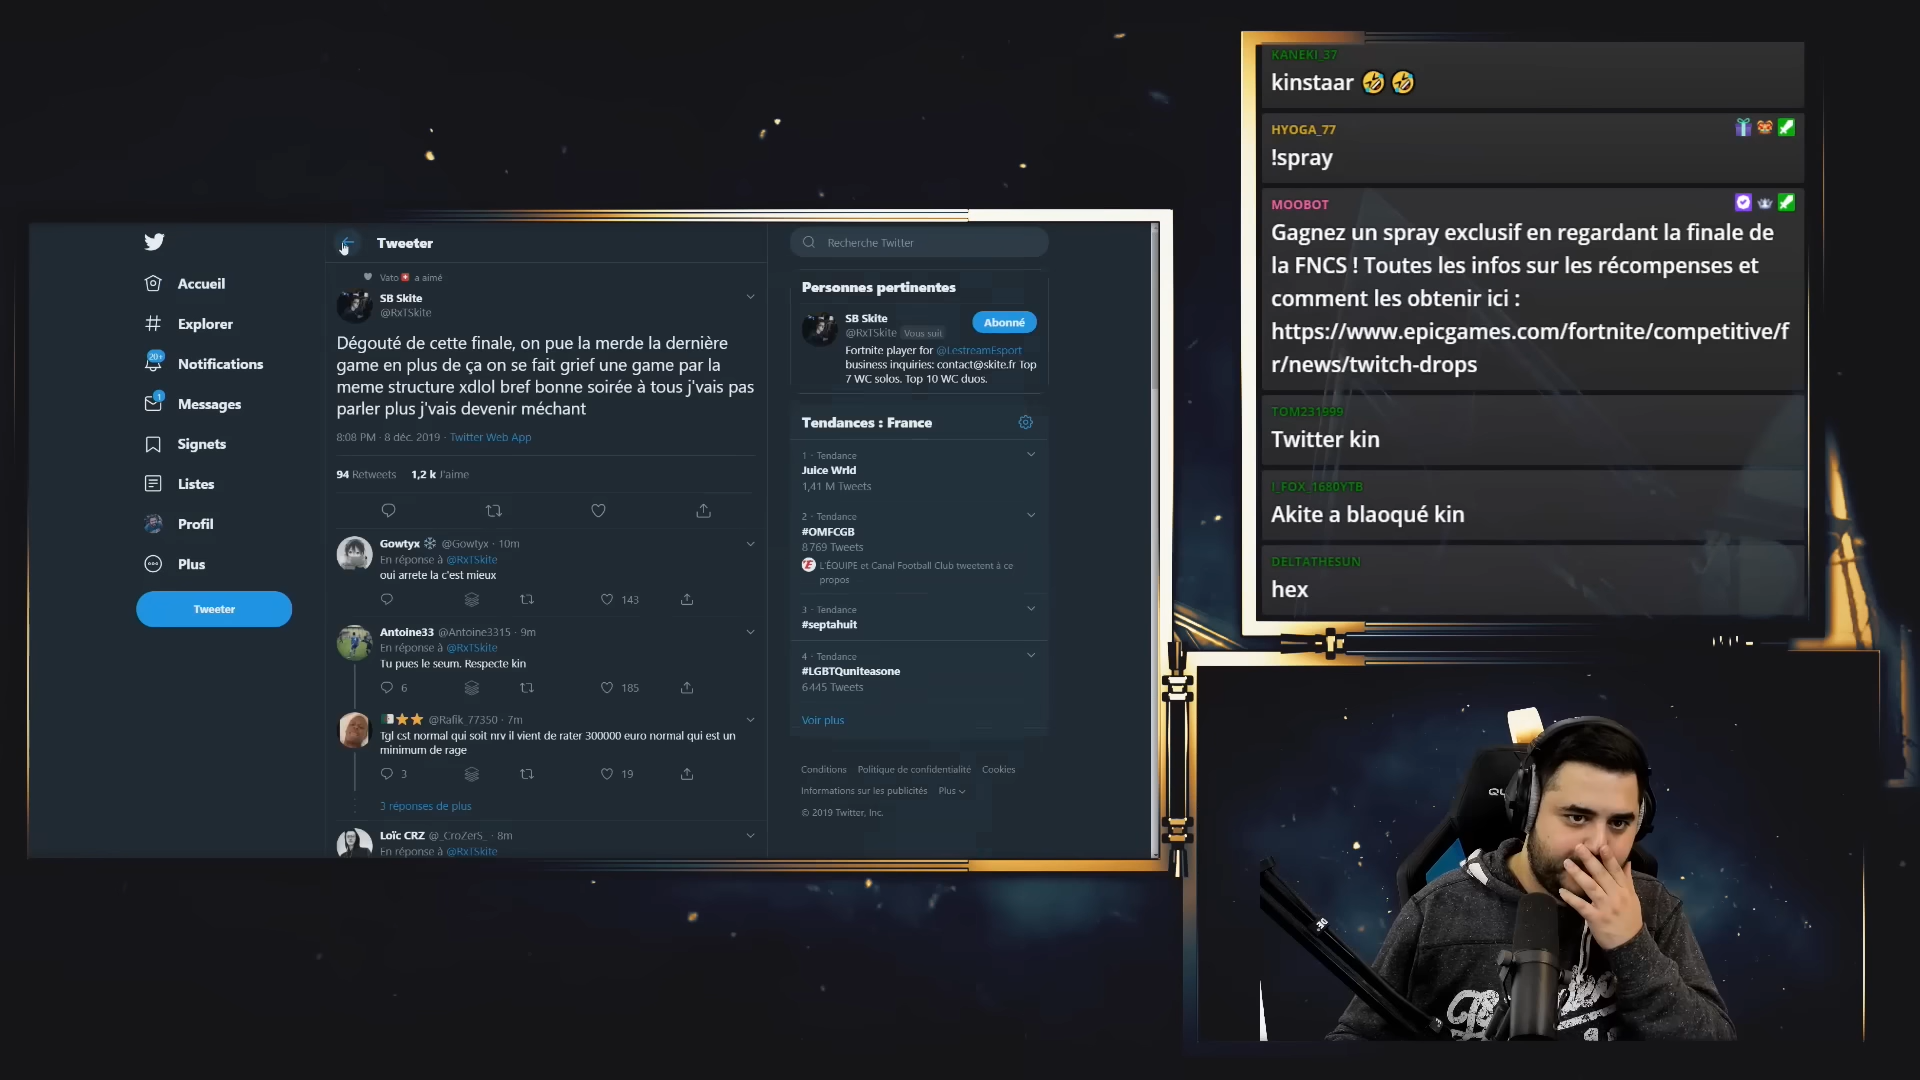 Accueil
Explorer
20+
Notifications
1
Messages
Signets
Listes
Profil
Plus
Tweeter
Tweeter
Vato a aimé
SB Skite
@RxTSkite
Dégouté de cette finale, on pue la merde la dernière
game en plus de ça on se fait grief une game par la
meme structure xdlol bref bonne soirée à tous j'vais pas
parler plus j'vais devenir méchant
8:08 PM · 8 déc. 2019 · Twitter Web App
94 Retweets 1,2 k J'aime
Gowtyx ❄ @Gowtyx · 10m
En réponse à @RxTSkite
oui arrete la c'est mieux
143
Antoine33 @Antoine3315 · 9m
En réponse à @RxTSkite
Tu pues le seum. Respecte kin
6 185
🇩🇿⭐⭐ @Rafik_77350 · 7m
Tgl cst normal qui soit nrv il vient de rater 300000 euro normal qui est un
minimum de rage
3 19
3 réponses de plus
Loïc CRZ @_CroZerS_ · 8m
En réponse à @RxTSkite
Recherche Twitter
Personnes pertinentes
SB Skite
@RxTSkite Vous suit
Abonné
Fortnite player for @LestreamEsport
business inquiries: contact@skite.fr Top
7 WC solos. Top 10 WC duos.
Tendances : France
1 · Tendance
Juice Wrld
1,41 M Tweets
2 · Tendance
#OMFCGB
8 769 Tweets
L'ÉQUIPE et Canal Football Club tweetent à ce
propos
3 · Tendance
#septahuit
4 · Tendance
#LGBTQuniteasone
6 445 Tweets
Voir plus
Conditions Politique de confidentialité Cookies
Informations sur les publicités Plus
© 2019 Twitter, Inc.
KANEKI_37
kinstaar 🤣 🤣
HYOGA_77
!spray
MOOBOT
Gagnez un spray exclusif en regardant la finale de
la FNCS ! Toutes les infos sur les récompenses et
comment les obtenir ici :
https://www.epicgames.com/fortnite/competitive/f
r/news/twitch-drops
TOM231999
Twitter kin
I_FOX_1680YTB
Akite a blaoqué kin
DELTATHESUN
hex